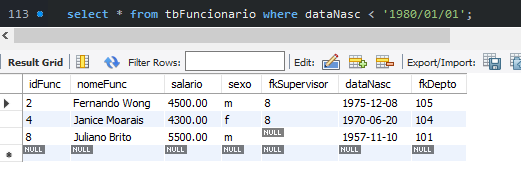 113 select * from tbFuncionario where dataNasc < '1980/01/01';
Result Grid Filter Rows: Edit: Export/Import:
idFunc nomeFunc salario sexo fkSupervisor dataNasc fkDepto
2 Fernando Wong 4500.00 m 8 1975-12-08 105
4 Janice Moarais 4300.00 f 8 1970-06-20 104
8 Juliano Brito 5500.00 m NULL 1957-11-10 101
NULL NULL NULL NULL NULL NULL NULL